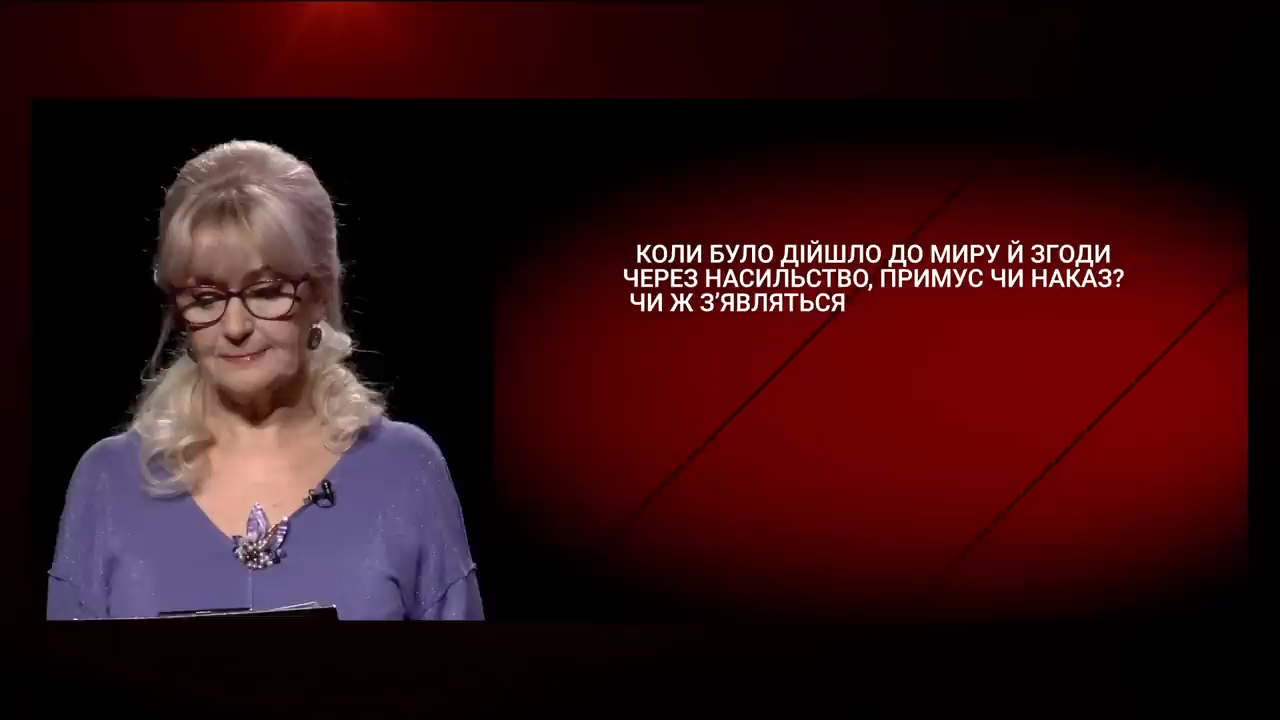 КОЛИ БУЛО ДІЙШЛО ДО МИРУ Й ЗГОДИ
ЧЕРЕЗ НАСИЛЬСТВО, ПРИМУС ЧИ НАКАЗ?
ЧИ Ж З’ЯВЛЯТЬСЯ